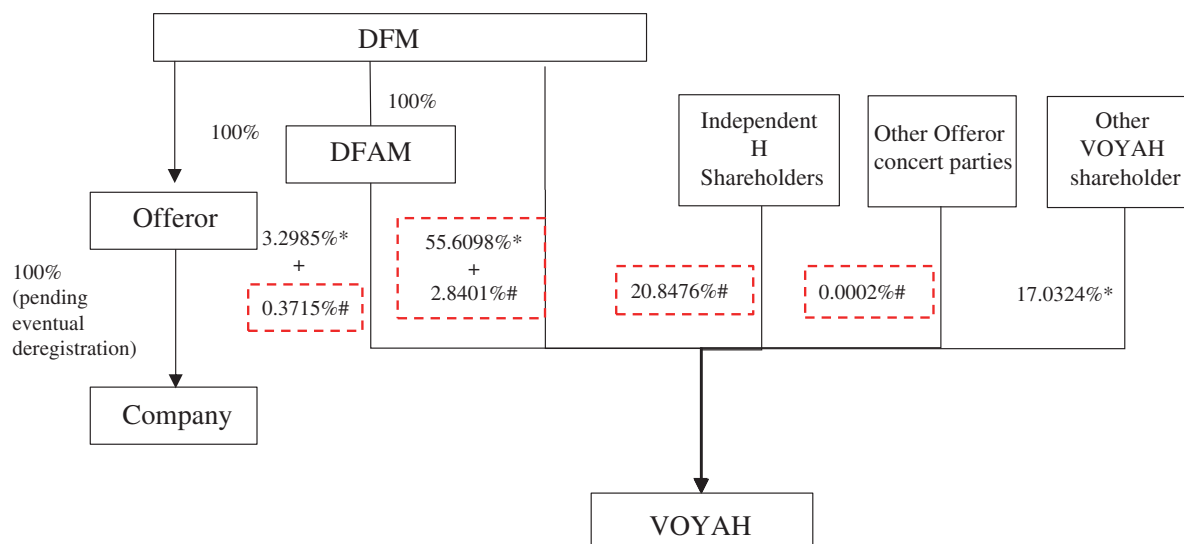 DFM
100%
100%
DFAM
Independent
H
Shareholders
Other Offeror
concert parties
Other
VOYAH
shareholder
Offeror
3.2985%*
+
0.3715%#
55.6098%*
+
2.8401%#
20.8476%#
0.0002%#
17.0324%*
100%
(pending
eventual
deregistration)
Company
VOYAH